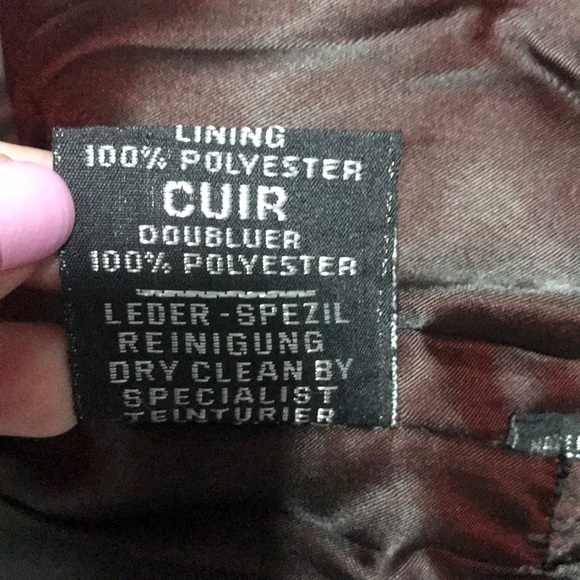 LINING
100% POLYESTER
CUIR
DOUBLUER
100% POLYESTER
LEDER-SPEZIL
REINIGUNG
DRY CLEAN BY
SPECIALIST
TEINTURIER